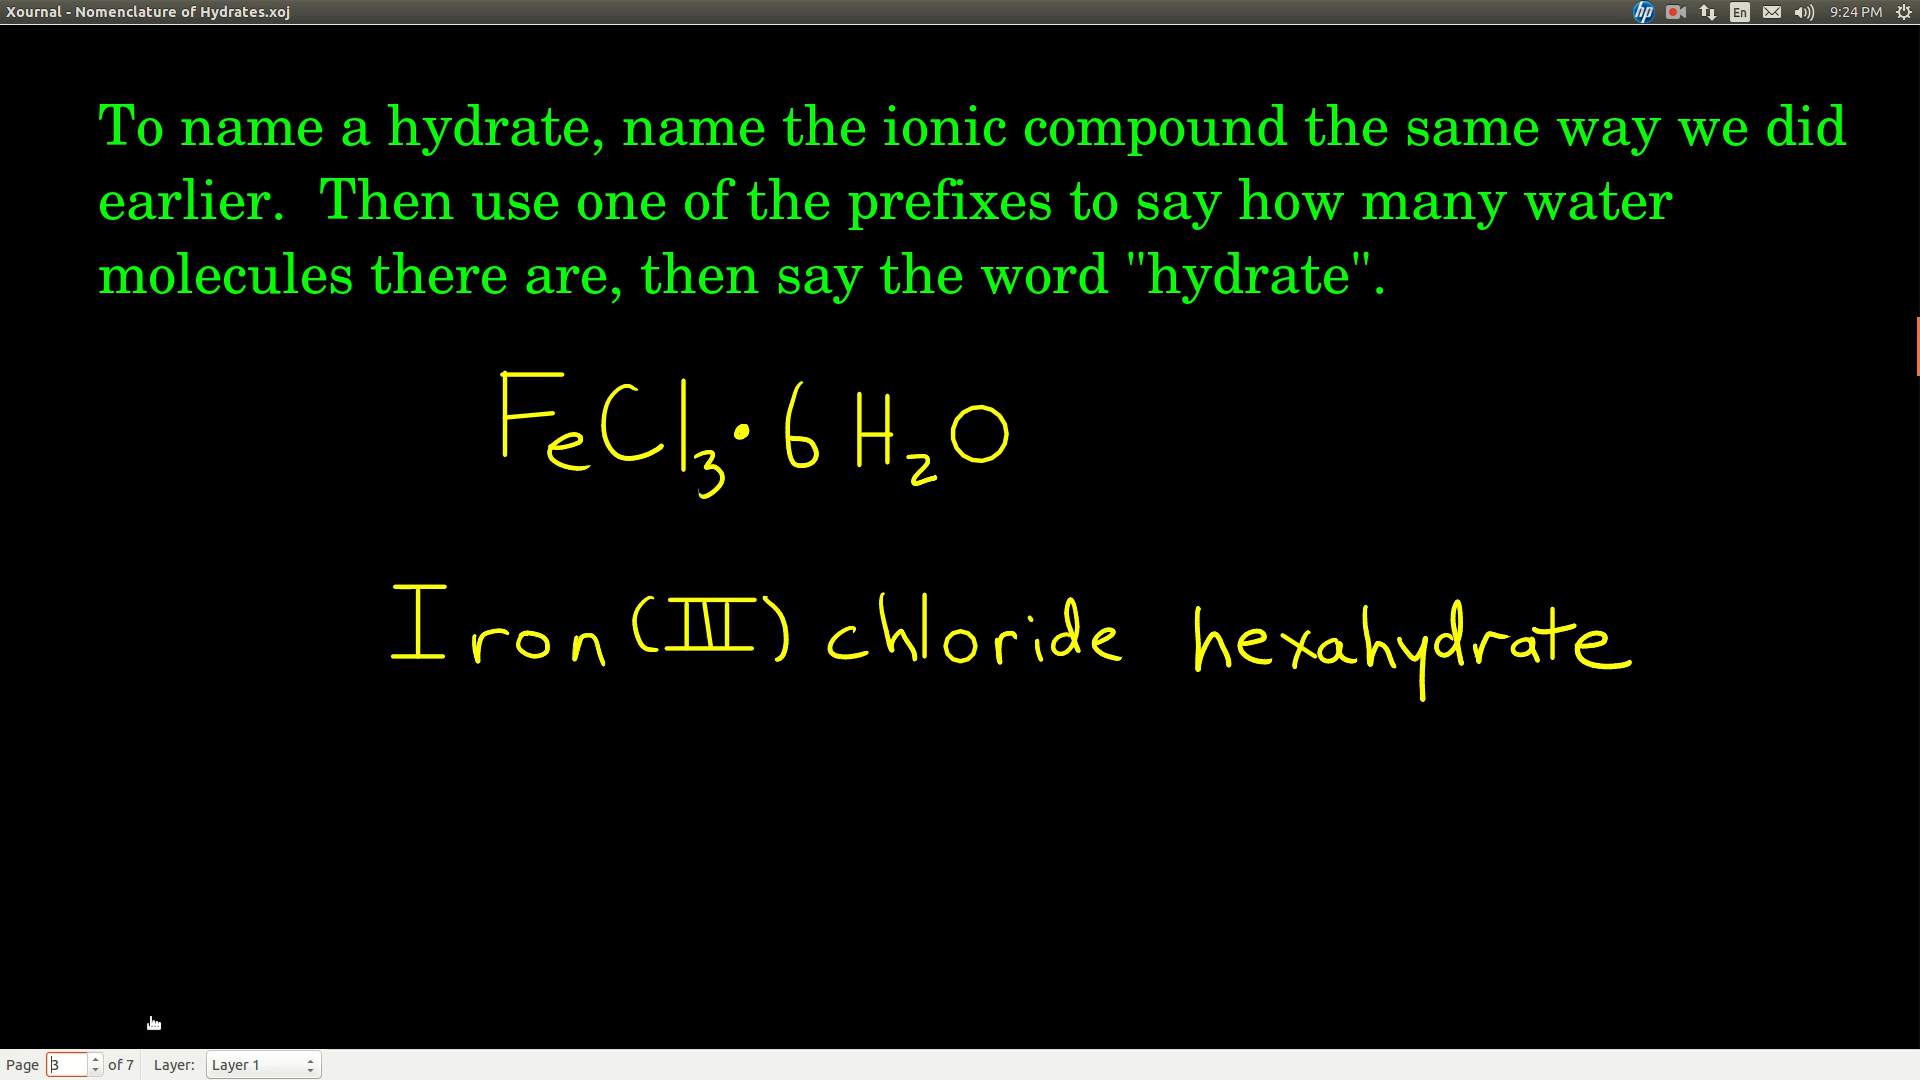 Xournal - Nomenclature of Hydrates.xoj hp En 9:24 PM
To name a hydrate, name the ionic compound the same way we did
earlier. Then use one of the prefixes to say how many water
molecules there are, then say the word "hydrate".
FeCl₃•6H₂O
Iron (III) chloride hexahydrate
Page 3 of 7 Layer: Layer 1